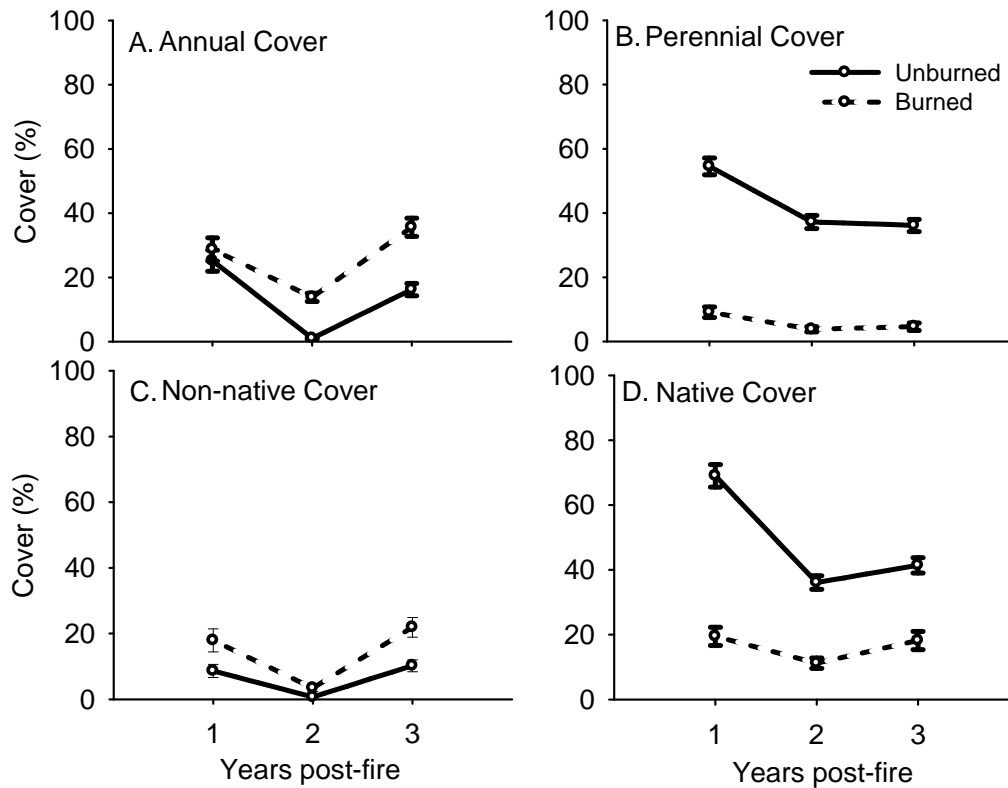 A. Annual Cover
100
80
60
40
20
0
Cover (%)
B. Perennial Cover
Unburned
Burned
100
80
60
40
20
0
C. Non-native Cover
100
80
60
40
20
0
Cover (%)
1 2 3
Years post-fire
D. Native Cover
100
80
60
40
20
0
1 2 3
Years post-fire